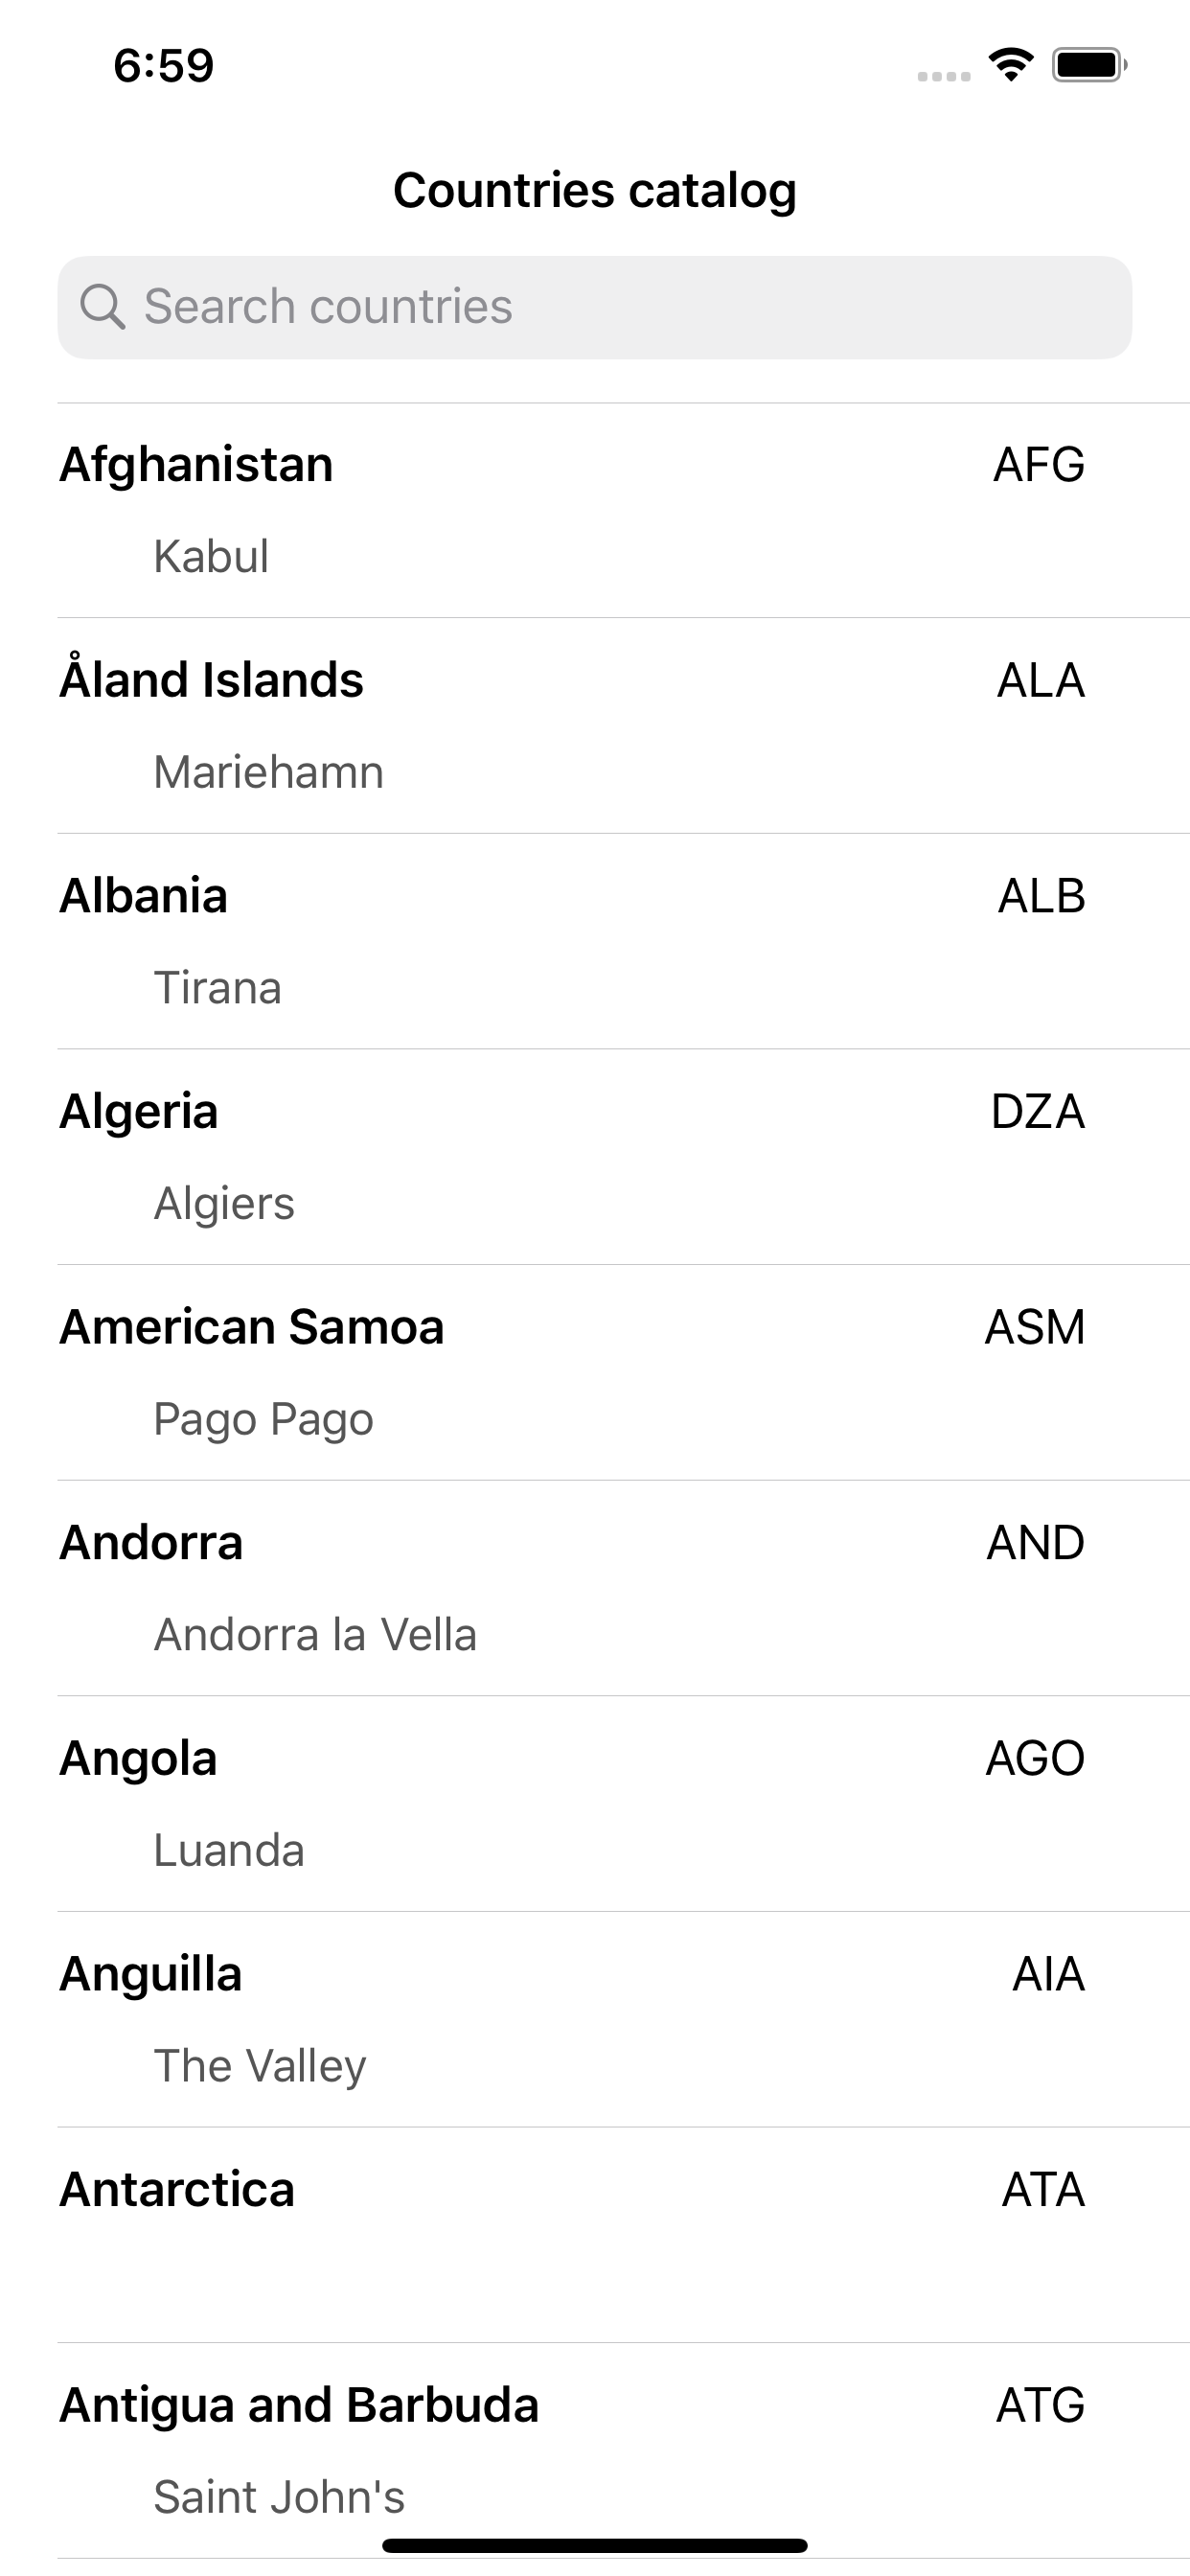 6:59
Countries catalog
Search countries
Afghanistan AFG
Kabul
Åland Islands ALA
Mariehamn
Albania ALB
Tirana
Algeria DZA
Algiers
American Samoa ASM
Pago Pago
Andorra AND
Andorra la Vella
Angola AGO
Luanda
Anguilla AIA
The Valley
Antarctica ATA
Antigua and Barbuda ATG
Saint John's